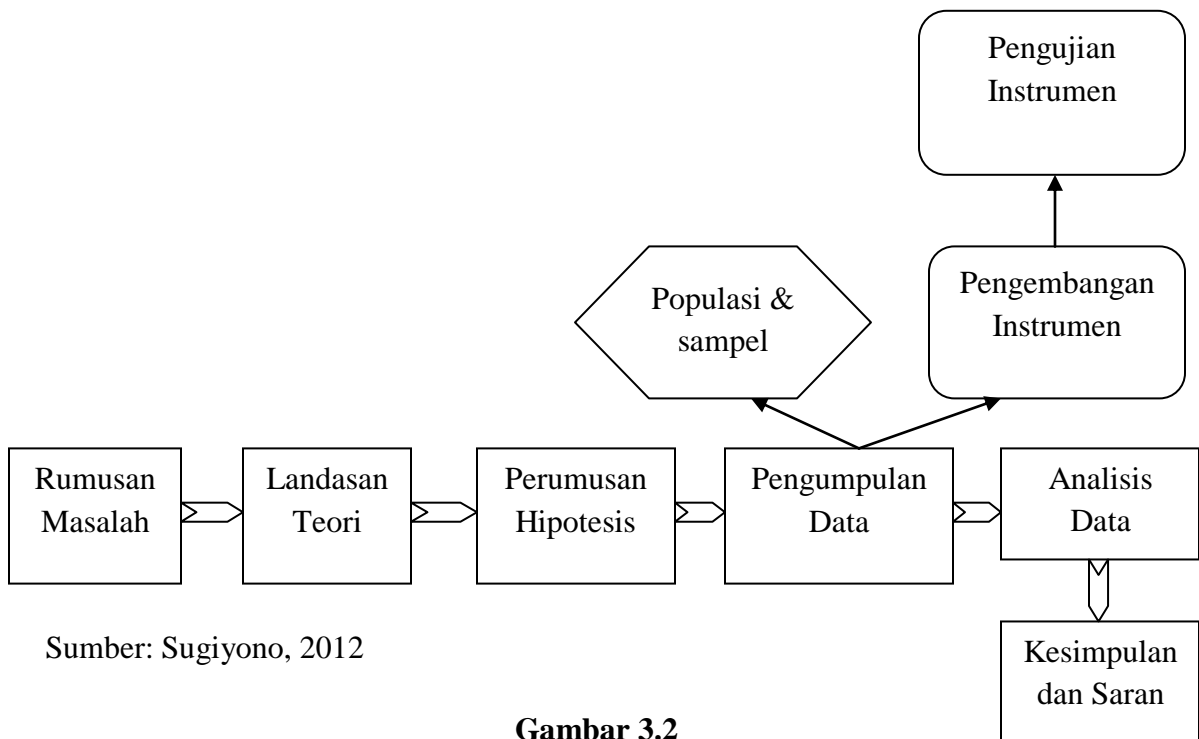 Pengujian
Instrumen
Populasi &
sampel
Pengembangan
Instrumen
Rumusan
Masalah
Landasan
Teori
Perumusan
Hipotesis
Pengumpulan
Data
Analisis
Data
Sumber: Sugiyono, 2012
Kesimpulan
dan Saran
Gambar 3.2